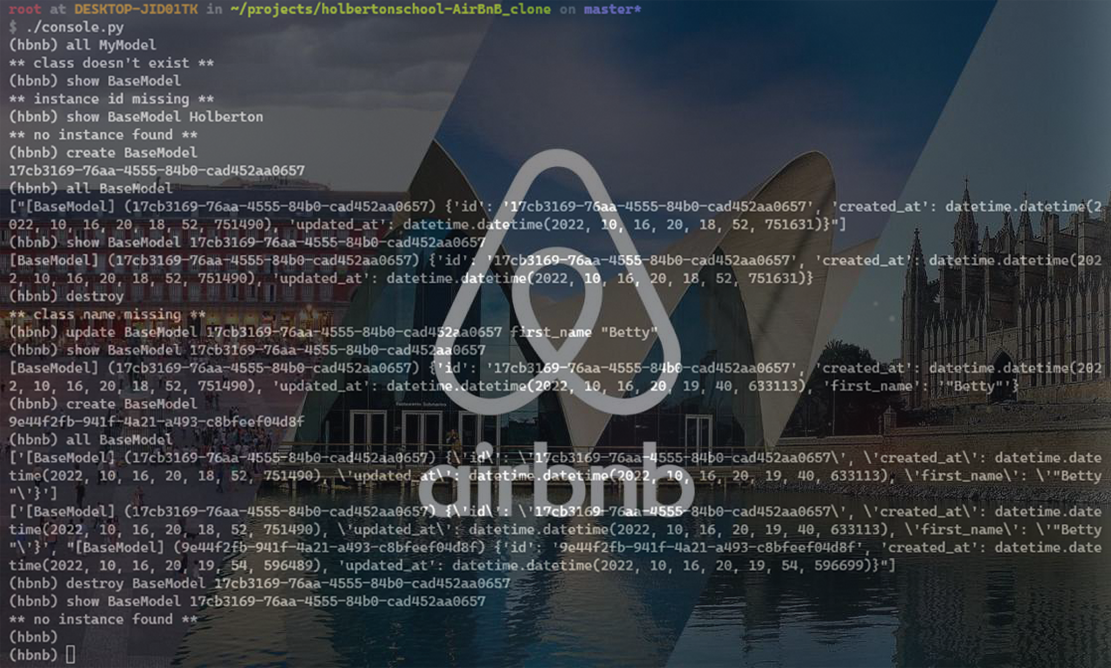 root at DESKTOP-JID01TK in ~/projects/holbertonschool-AirBnB_clone on master*
$ ./console.py
(hbnb) all MyModel
** class doesn't exist **
(hbnb) show BaseModel
** instance id missing **
(hbnb) show BaseModel Holberton
** no instance found **
(hbnb) create BaseModel
17cb3169-76aa-4555-84b0-cad452aa0657
(hbnb) all BaseModel
["[BaseModel] (17cb3169-76aa-4555-84b0-cad452aa0657) {'id': '17cb3169-76aa-4555-84b0-cad452aa0657', 'created_at': datetime.datetime(2
022, 10, 16, 20, 18, 52, 751490), 'updated_at': datetime.datetime(2022, 10, 16, 20, 18, 52, 751631)}"]
(hbnb) show BaseModel 17cb3169-76aa-4555-84b0-cad452aa0657
[BaseModel] (17cb3169-76aa-4555-84b0-cad452aa0657) {'id': '17cb3169-76aa-4555-84b0-cad452aa0657', 'created_at': datetime.datetime(202
2, 10, 16, 20, 18, 52, 751490), 'updated_at': datetime.datetime(2022, 10, 16, 20, 18, 52, 751631)}
(hbnb) destroy
** class name missing **
(hbnb) update BaseModel 17cb3169-76aa-4555-84b0-cad452aa0657 first_name "Betty"
(hbnb) show BaseModel 17cb3169-76aa-4555-84b0-cad452aa0657
[BaseModel] (17cb3169-76aa-4555-84b0-cad452aa0657) {'id': '17cb3169-76aa-4555-84b0-cad452aa0657', 'created_at': datetime.datetime(202
2, 10, 16, 20, 18, 52, 751490), 'updated_at': datetime.datetime(2022, 10, 16, 20, 19, 40, 633113), 'first_name': '"Betty"'}
(hbnb) create BaseModel
9e44f2fb-941f-4a21-a493-c8bfeef04d8f
(hbnb) all BaseModel
['[BaseModel] (17cb3169-76aa-4555-84b0-cad452aa0657) {\'id\': \'17cb3169-76aa-4555-84b0-cad452aa0657\', \'created_at\': datetime.date
time(2022, 10, 16, 20, 18, 52, 751490), \'updated_at\': datetime.datetime(2022, 10, 16, 20, 19, 40, 633113), \'first_name\': \'"Betty
"\'}']
['[BaseModel] (17cb3169-76aa-4555-84b0-cad452aa0657) {\'id\': \'17cb3169-76aa-4555-84b0-cad452aa0657\', \'created_at\': datetime.date
time(2022, 10, 16, 20, 18, 52, 751490), \'updated_at\': datetime.datetime(2022, 10, 16, 20, 19, 40, 633113), \'first_name\': \'"Betty
"\'}', "[BaseModel] (9e44f2fb-941f-4a21-a493-c8bfeef04d8f) {'id': '9e44f2fb-941f-4a21-a493-c8bfeef04d8f', 'created_at': datetime.date
time(2022, 10, 16, 20, 19, 54, 596489), 'updated_at': datetime.datetime(2022, 10, 16, 20, 19, 54, 596699)}"]
(hbnb) destroy BaseModel 17cb3169-76aa-4555-84b0-cad452aa0657
(hbnb) show BaseModel 17cb3169-76aa-4555-84b0-cad452aa0657
** no instance found **
(hbnb)
(hbnb)
airbnb